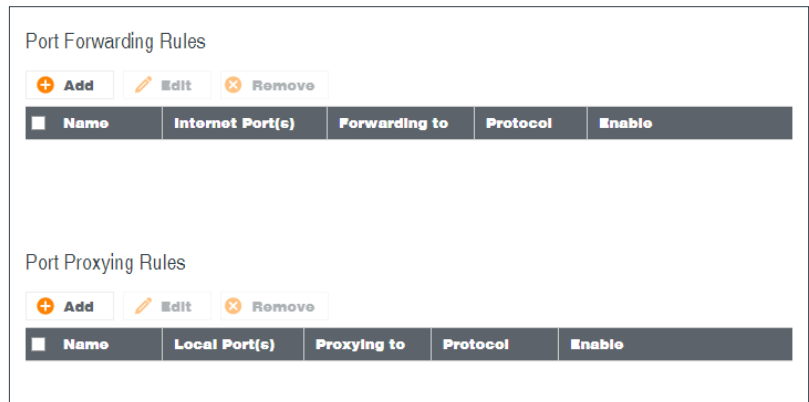 Port Forwarding Rules
Add Edit Remove
Name Internet Port(s) Forwarding to Protocol Enable
Port Proxying Rules
Add Edit Remove
Name Local Port(s) Proxying to Protocol Enable